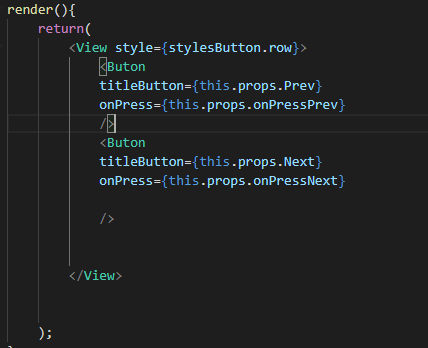 render(){
return(
<View style={stylesButton.row}>
<Buton
titleButton={this.props.Prev}
onPress={this.props.onPressPrev}
/>
<Buton
titleButton={this.props.Next}
onPress={this.props.onPressNext}
/>
</View>
);